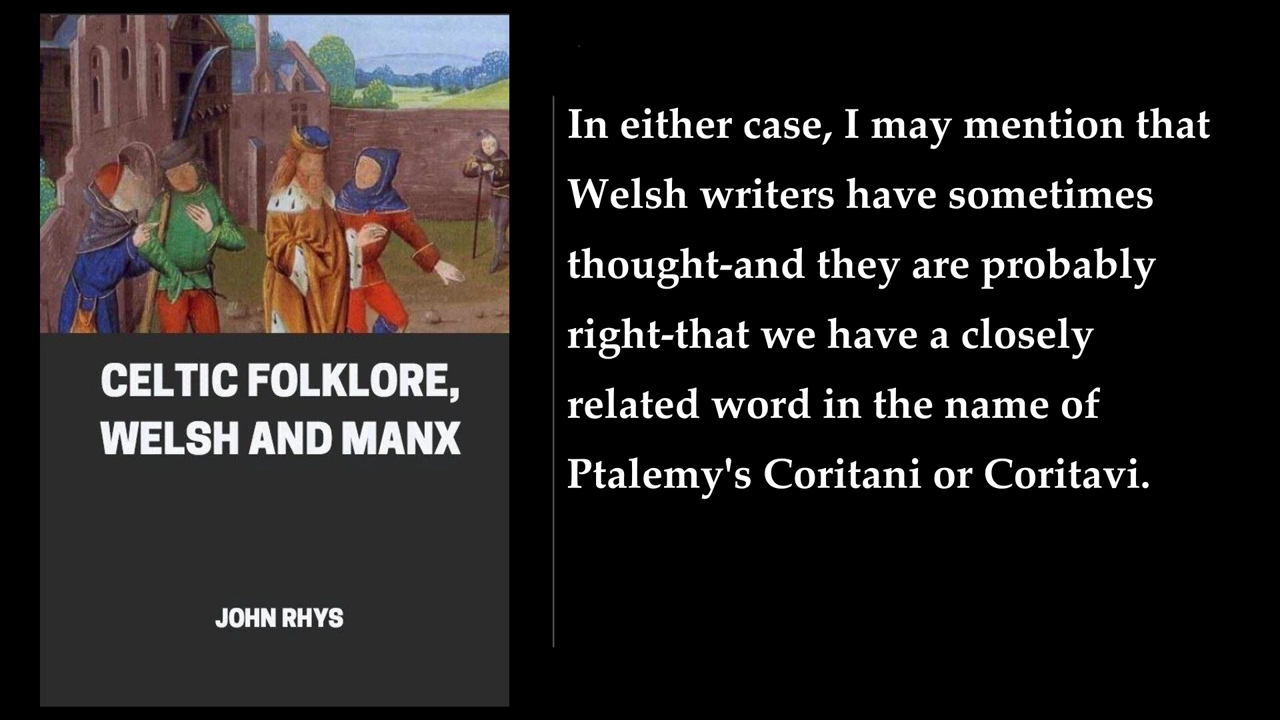 CELTIC FOLKLORE,
WELSH AND MANX
JOHN RHYS
In either case, I may mention that
Welsh writers have sometimes
thought-and they are probably
right-that we have a closely
related word in the name of
Ptalemy's Coritani or Coritavi.